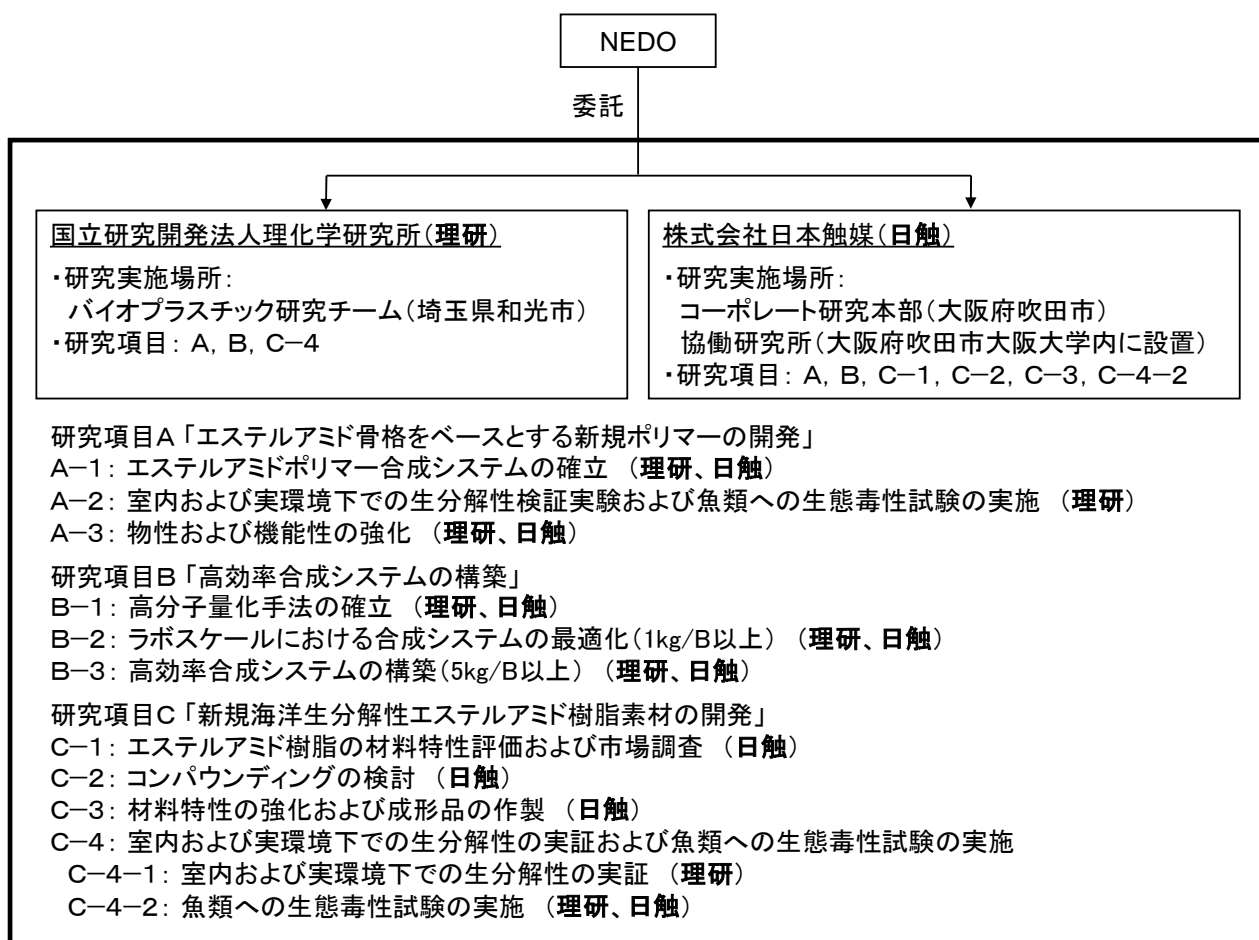 NEDO
委託
国立研究開発法人理化学研究所(理研)
・研究実施場所:
バイオプラスチック研究チーム(埼玉県和光市)
・研究項目: A, B, C-4
株式会社日本触媒(日触)
・研究実施場所:
コーポレート研究本部(大阪府吹田市)
協働研究所(大阪府吹田市大阪大学内に設置)
・研究項目: A, B, C-1, C-2, C-3, C-4-2
研究項目A「エステルアミド骨格をベースとする新規ポリマーの開発」
A-1: エステルアミドポリマー合成システムの確立 (理研、日触)
A-2: 室内および実環境下での生分解性検証実験および魚類への生態毒性試験の実施 (理研)
A-3: 物性および機能性の強化 (理研、日触)
研究項目B「高効率合成システムの構築」
B-1: 高分子量化手法の確立 (理研、日触)
B-2: ラボスケールにおける合成システムの最適化(1kg/B以上) (理研、日触)
B-3: 高効率合成システムの構築(5kg/B以上) (理研、日触)
研究項目C「新規海洋生分解性エステルアミド樹脂素材の開発」
C-1: エステルアミド樹脂の材料特性評価および市場調査 (日触)
C-2: コンパウンディングの検討 (日触)
C-3: 材料特性の強化および成形品の作製 (日触)
C-4: 室内および実環境下での生分解性の実証および魚類への生態毒性試験の実施
C-4-1: 室内および実環境下での生分解性の実証 (理研)
C-4-2: 魚類への生態毒性試験の実施 (理研、日触)